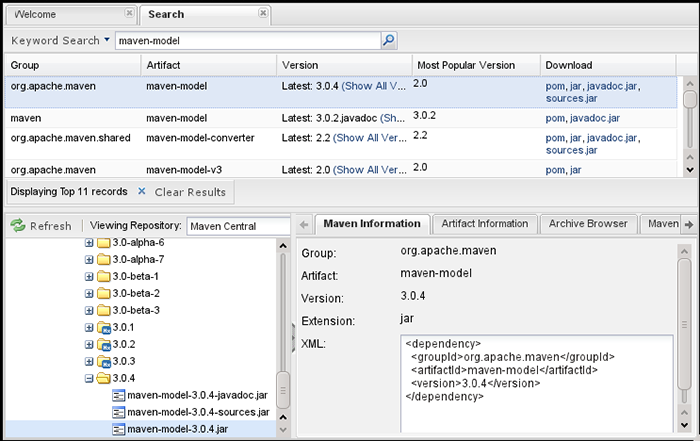 Welcome
Search
Keyword Search
maven-model
Group Artifact Version Most Popular Version Download
org.apache.maven maven-model Latest: 3.0.4 (Show All V... 2.0 pom, jar, javadoc.jar,
sources.jar
maven maven-model Latest: 3.0.2.javadoc (Sh... 3.0.2 pom, javadoc.jar
org.apache.maven.shared maven-model-converter Latest: 2.2 (Show All Ver... 2.2 pom, jar, javadoc.jar,
sources.jar
org.apache.maven maven-model-v3 Latest: 2.0 (Show All Ver... 2.0 pom, jar
Displaying Top 11 records Clear Results
Refresh Viewing Repository: Maven Central
3.0-alpha-6
3.0-alpha-7
3.0-beta-1
3.0-beta-2
3.0-beta-3
3.0.1
3.0.2
3.0.3
3.0.4
maven-model-3.0.4-javadoc.jar
maven-model-3.0.4-sources.jar
maven-model-3.0.4.jar
Maven Information Artifact Information Archive Browser Maven
Group: org.apache.maven
Artifact: maven-model
Version: 3.0.4
Extension: jar
XML:
<dependency>
<groupId>org.apache.maven</groupId>
<artifactId>maven-model</artifactId>
<version>3.0.4</version>
</dependency>